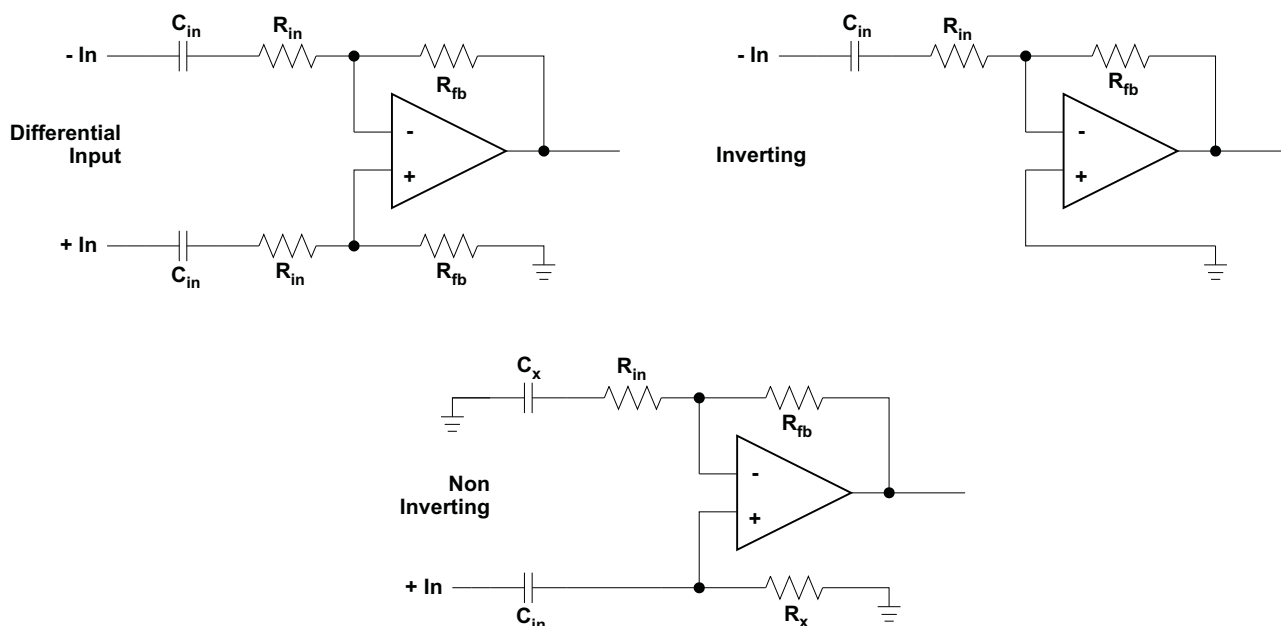 C_in
R_in
- In
R_fb
Differential
Input
-
+
+ In
C_in
R_in
R_fb
C_in
R_in
- In
R_fb
Inverting
-
+
C_x
R_in
R_fb
Non
Inverting
-
+
+ In
C_in
R_x